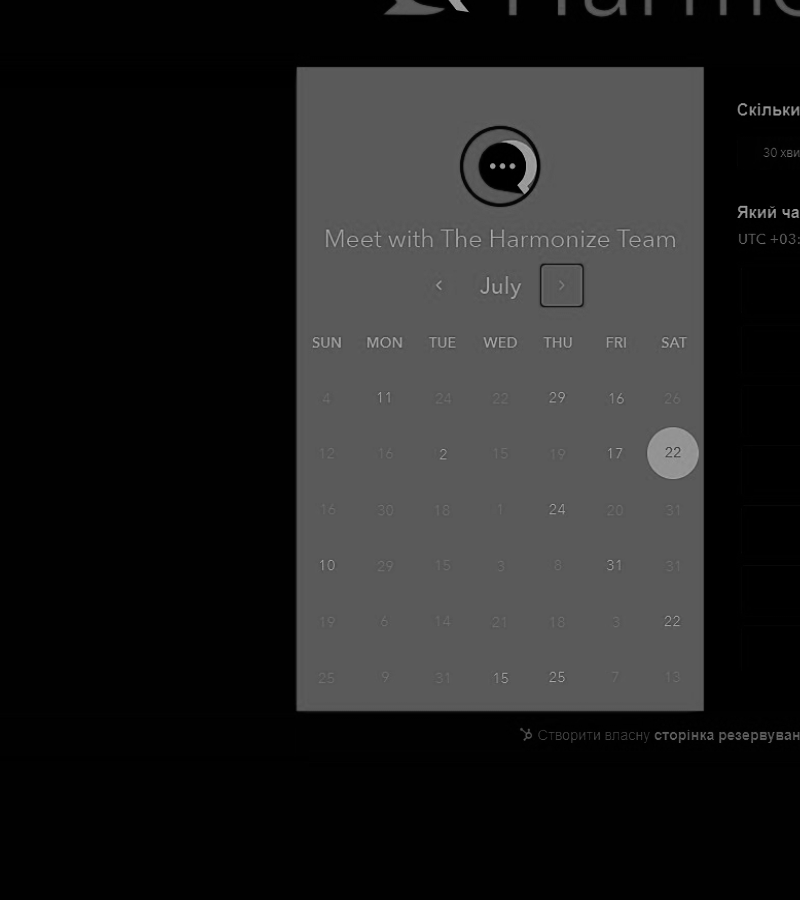 Harmo
Скільки
30 хви
Meet with The Harmonize Team
Який ча
UTC +03:
July
SUN MON TUE WED THU FRI SAT
4 11 24 22 29 16 26
12 16 2 15 19 17 22
16 30 18 1 24 20 31
10 29 15 3 8 31 31
19 6 14 21 18 3 22
25 9 31 15 25 7 13
Створити власну сторінка резервуван